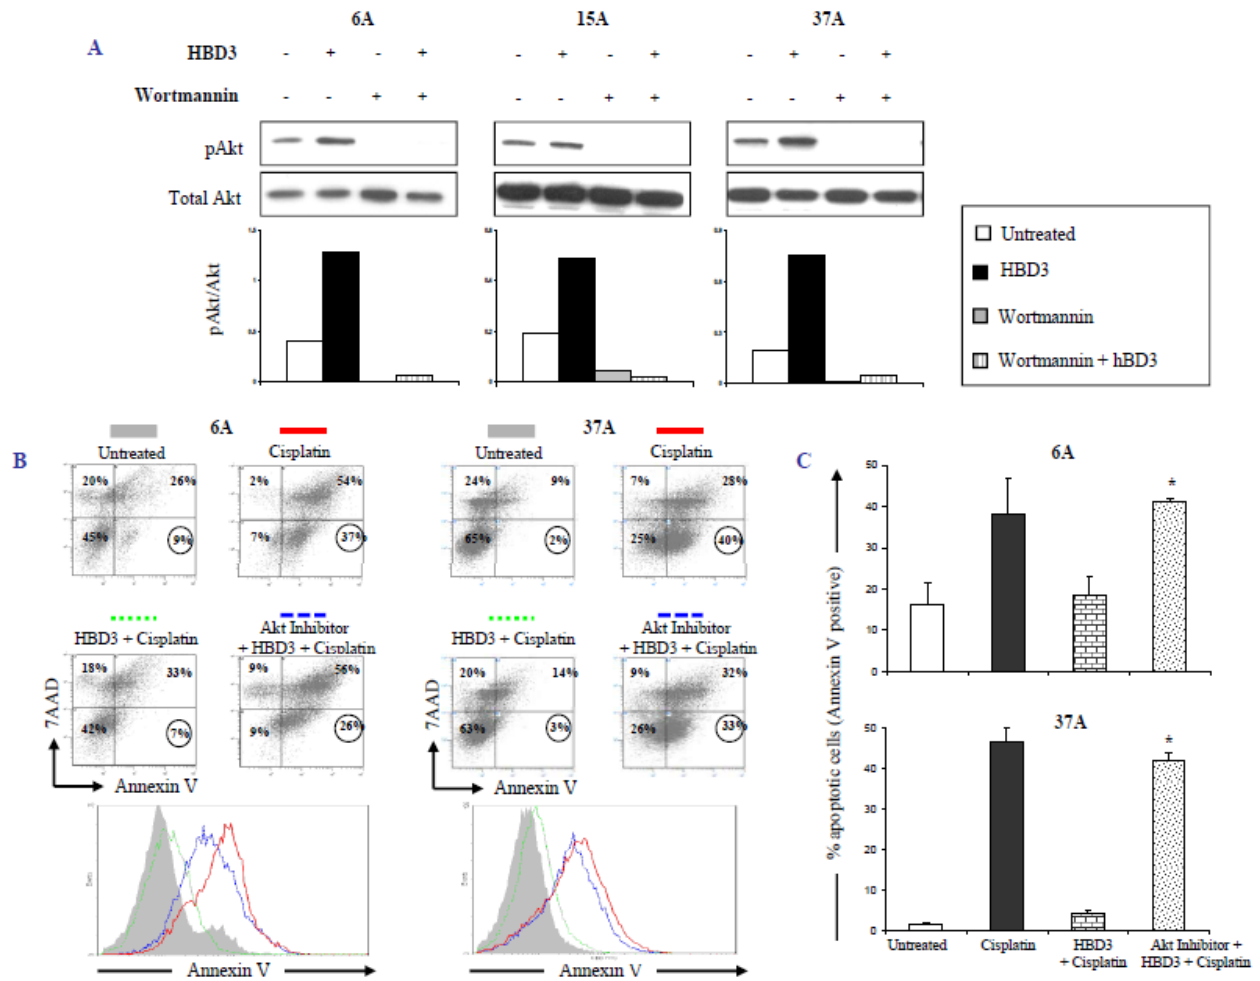 6A 15A 37A
A
HBD3 - + - + - + - + - + - +
Wortmannin - - + + - - + + - - + +
pAkt
Total Akt
pAkt/Akt
1.5
1
0
Untreated
HBD3
Wortmannin
Wortmannin + hBD3
B
6A 37A
Untreated Cisplatin Untreated Cisplatin
20% 26% 2% 54% 24% 9% 7% 28%
45% 9% 7% 37% 65% 2% 25% 40%
HBD3 + Cisplatin
Akt Inhibitor
+ HBD3 + Cisplatin
HBD3 + Cisplatin
Akt Inhibitor
+ HBD3 + Cisplatin
18% 33% 9% 56% 20% 14% 9% 32%
42% 7% 9% 26% 63% 3% 26% 33%
7AAD
Annexin V
7AAD
Annexin V
Annexin V
Annexin V
C
6A
50
40
30
20
10
0
*
% apoptotic cells (Annexin V positive)
37A
50
40
30
20
10
0
*
Untreated
Cisplatin
HBD3
+ Cisplatin
Akt Inhibitor +
HBD3 + Cisplatin